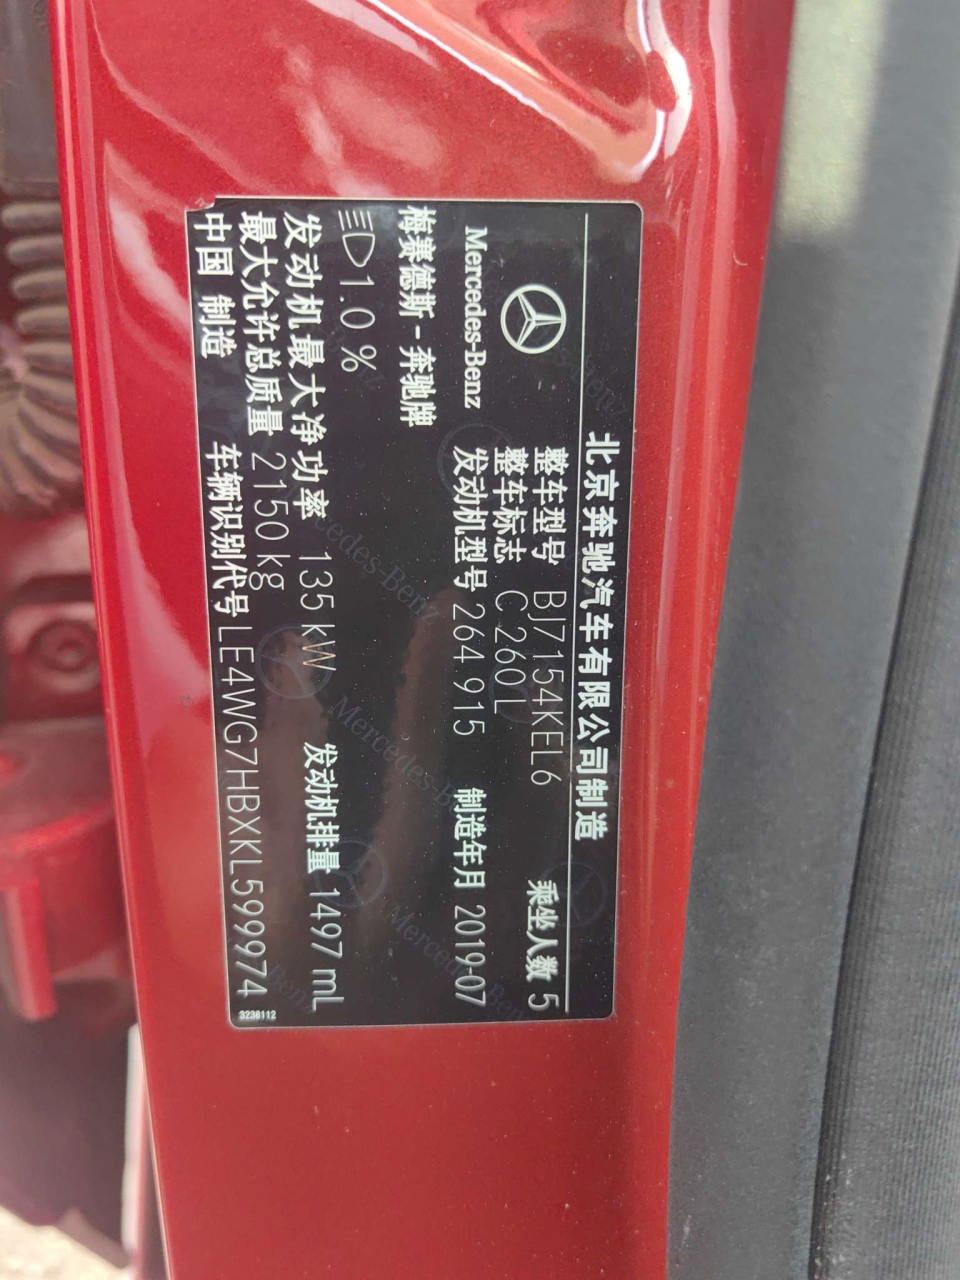 北京奔驰汽车有限公司制造
整车型号 BJ7154KEL6 乘坐人数 5
整车标志 C 260 L
Mercedes-Benz 发动机型号 264 915 制造年月 2019-07
梅赛德斯-奔驰牌
1.0 %
发动机最大净功率 135 kW 发动机排量 1497 mL
最大允许总质量 2150 kg
中国 制造 车辆识别代号 LE4WG7HBXKL599974
3236112